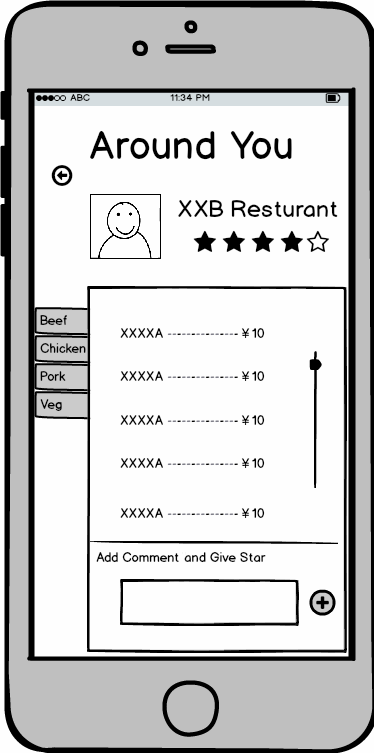 ABC 11:34 PM
Around You
XXB Resturant
Beef
Chicken
Pork
Veg
XXXXA ------------- ¥10
XXXXA ------------- ¥10
XXXXA ------------- ¥10
XXXXA ------------- ¥10
XXXXA ------------- ¥10
Add Comment and Give Star